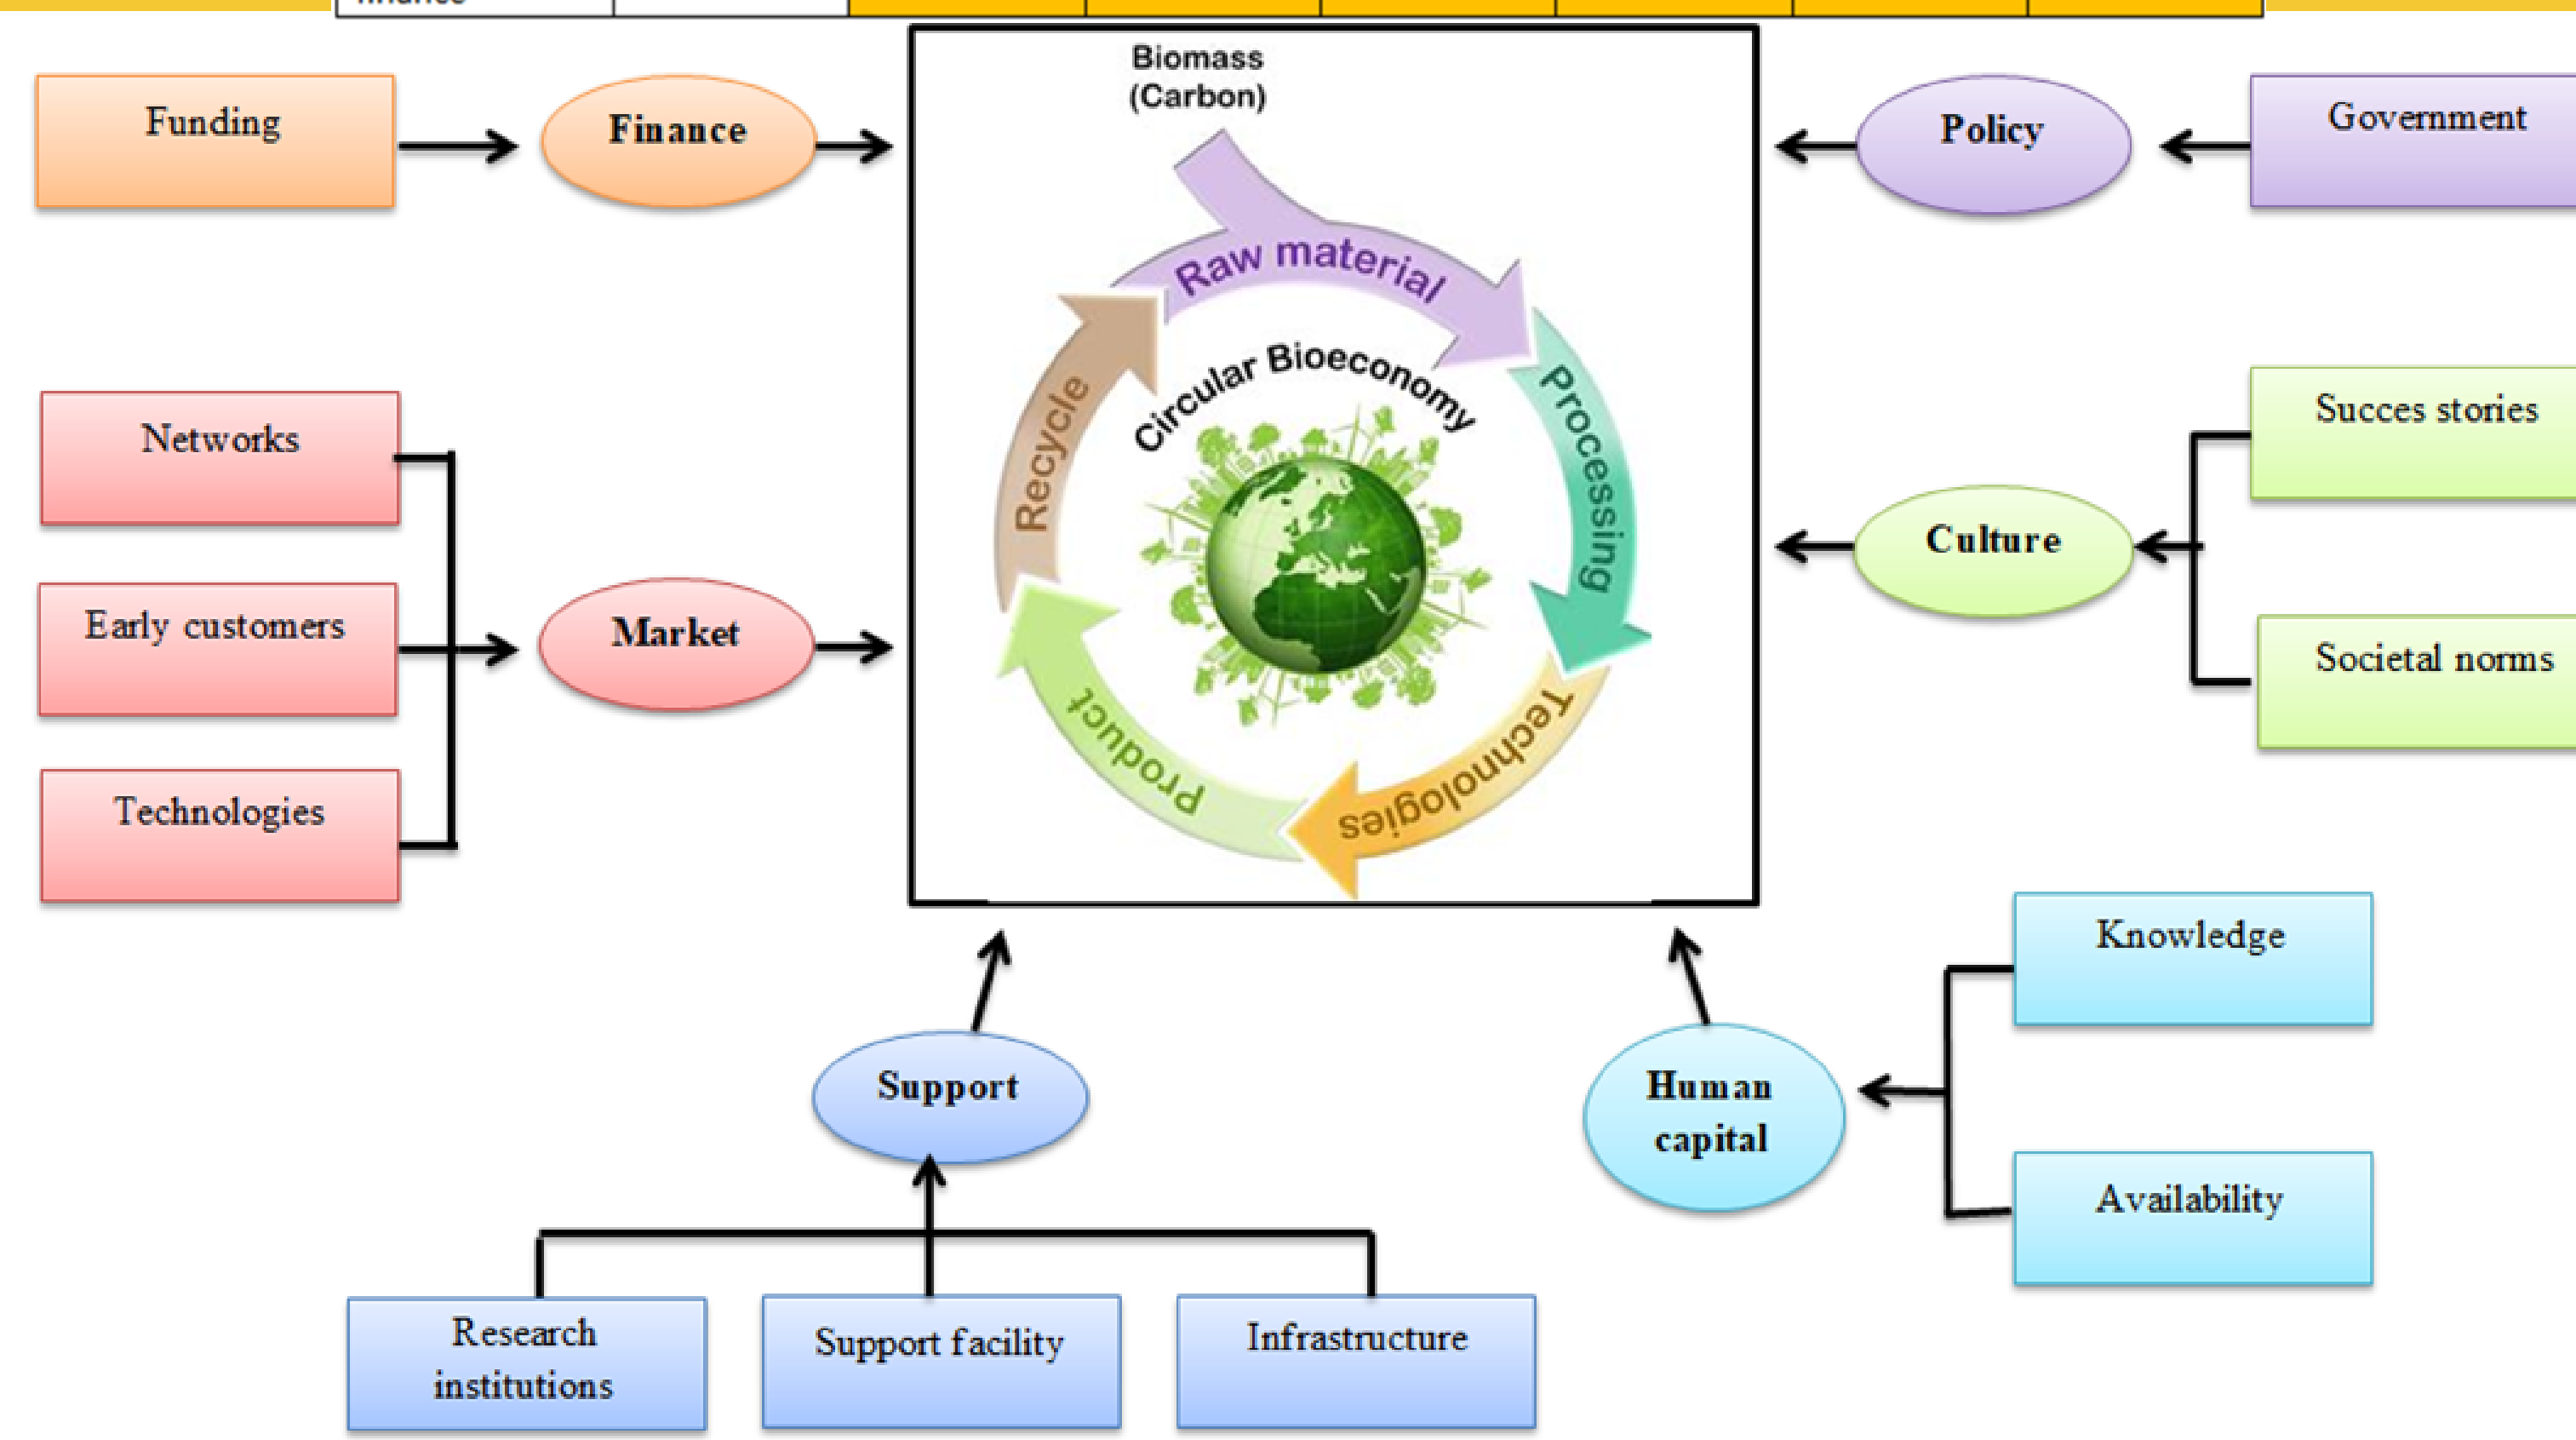 Biomass
(Carbon)
Funding
Finance
Policy
Government
Raw material
Circular Bioeconomy
Processing
Recycle
Technologies
Product
Networks
Early customers
Technologies
Market
Succes stories
Culture
Societal norms
Knowledge
Human
capital
Availability
Support
Research
institutions
Support facility
Infrastructure